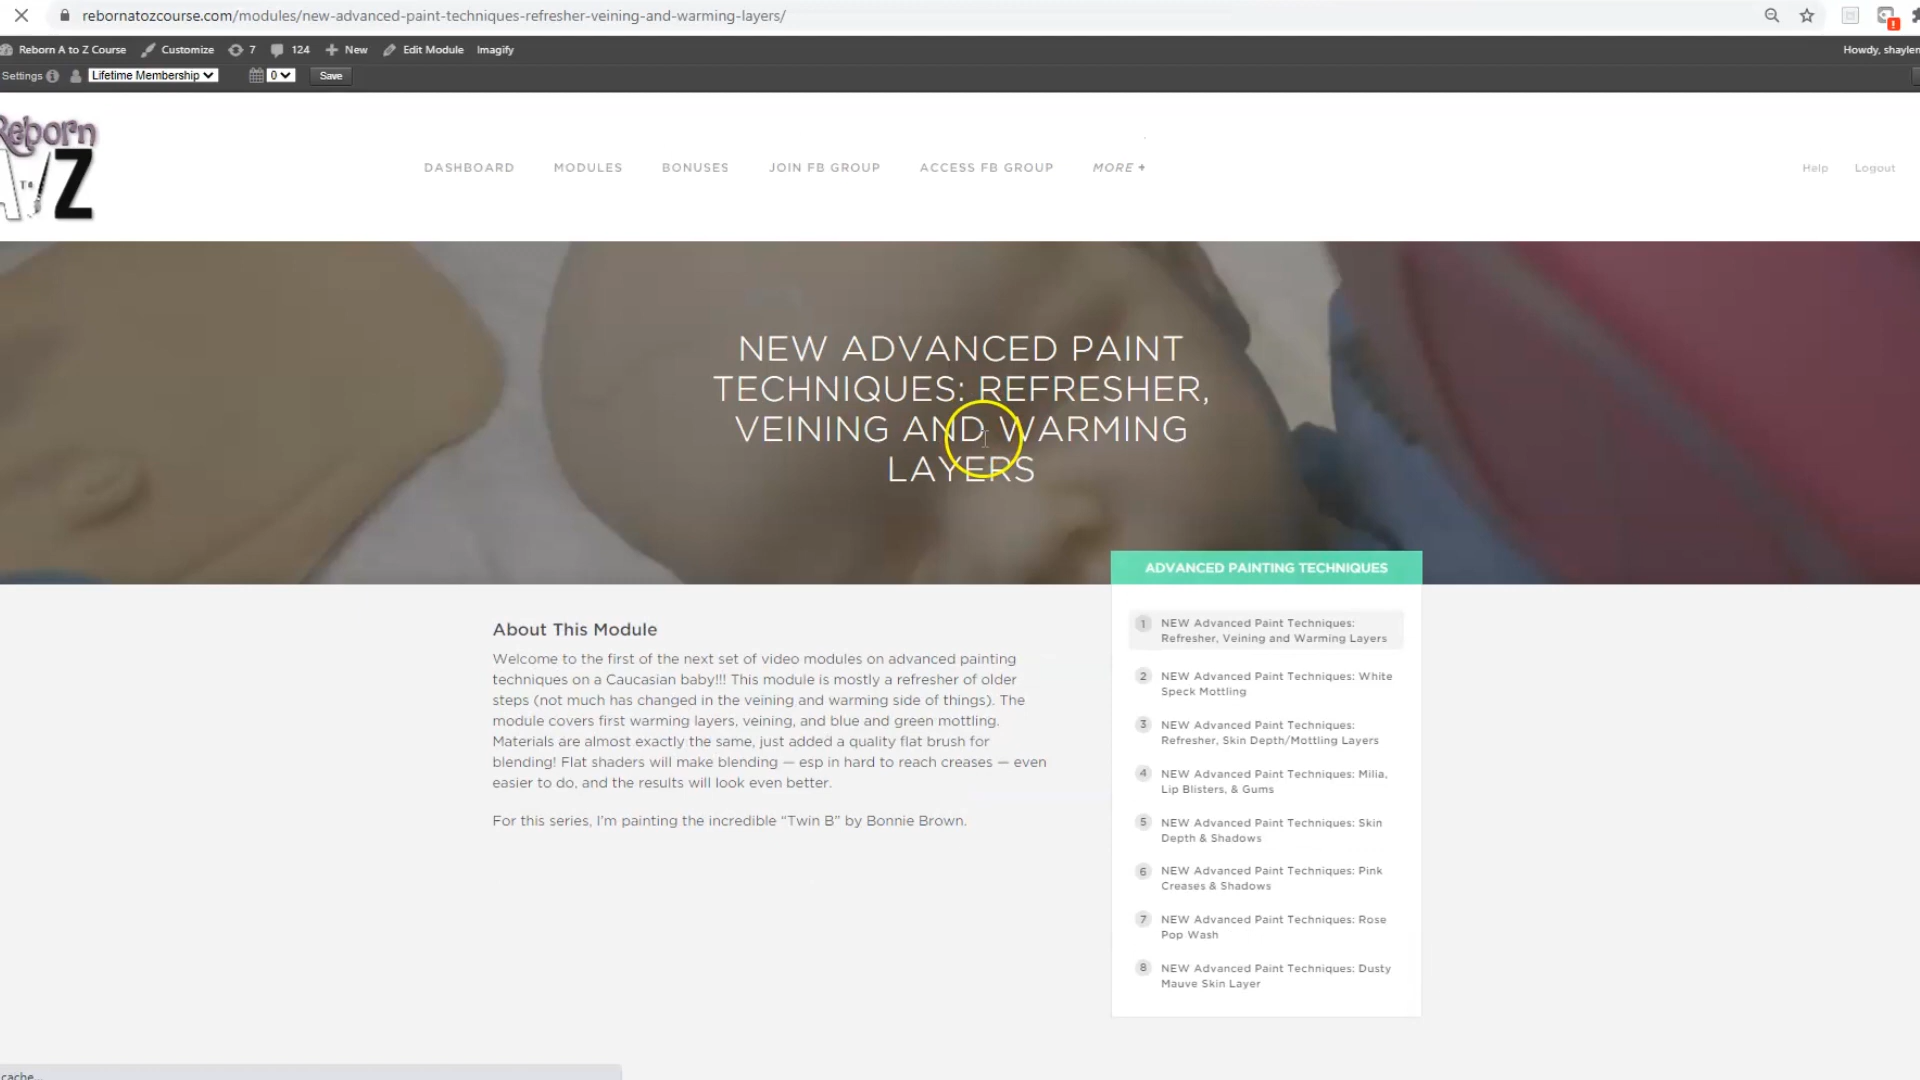 rebornatozcourse.com/modules/new-advanced-paint-techniques-refresher-veining-and-warming-layers/
Reborn A to Z Course Customize 7 124 New Edit Module Imagify Howdy, shaylen
Settings Lifetime Membership 0 Save
Reborn
A TO Z
DASHBOARD MODULES BONUSES JOIN FB GROUP ACCESS FB GROUP MORE + Help Logout
NEW ADVANCED PAINT
TECHNIQUES: REFRESHER,
VEINING AND WARMING
LAYERS
About This Module
Welcome to the first of the next set of video modules on advanced painting
techniques on a Caucasian baby!!! This module is mostly a refresher of older
steps (not much has changed in the veining and warming side of things). The
module covers first warming layers, veining, and blue and green mottling.
Materials are almost exactly the same, just added a quality flat brush for
blending! Flat shaders will make blending — esp in hard to reach creases — even
easier to do, and the results will look even better.
For this series, I'm painting the incredible "Twin B" by Bonnie Brown.
ADVANCED PAINTING TECHNIQUES
1 NEW Advanced Paint Techniques:
Refresher, Veining and Warming Layers
2 NEW Advanced Paint Techniques: White
Speck Mottling
3 NEW Advanced Paint Techniques:
Refresher, Skin Depth/Mottling Layers
4 NEW Advanced Paint Techniques: Milia,
Lip Blisters, & Gums
5 NEW Advanced Paint Techniques: Skin
Depth & Shadows
6 NEW Advanced Paint Techniques: Pink
Creases & Shadows
7 NEW Advanced Paint Techniques: Rose
Pop Wash
8 NEW Advanced Paint Techniques: Dusty
Mauve Skin Layer
cache...